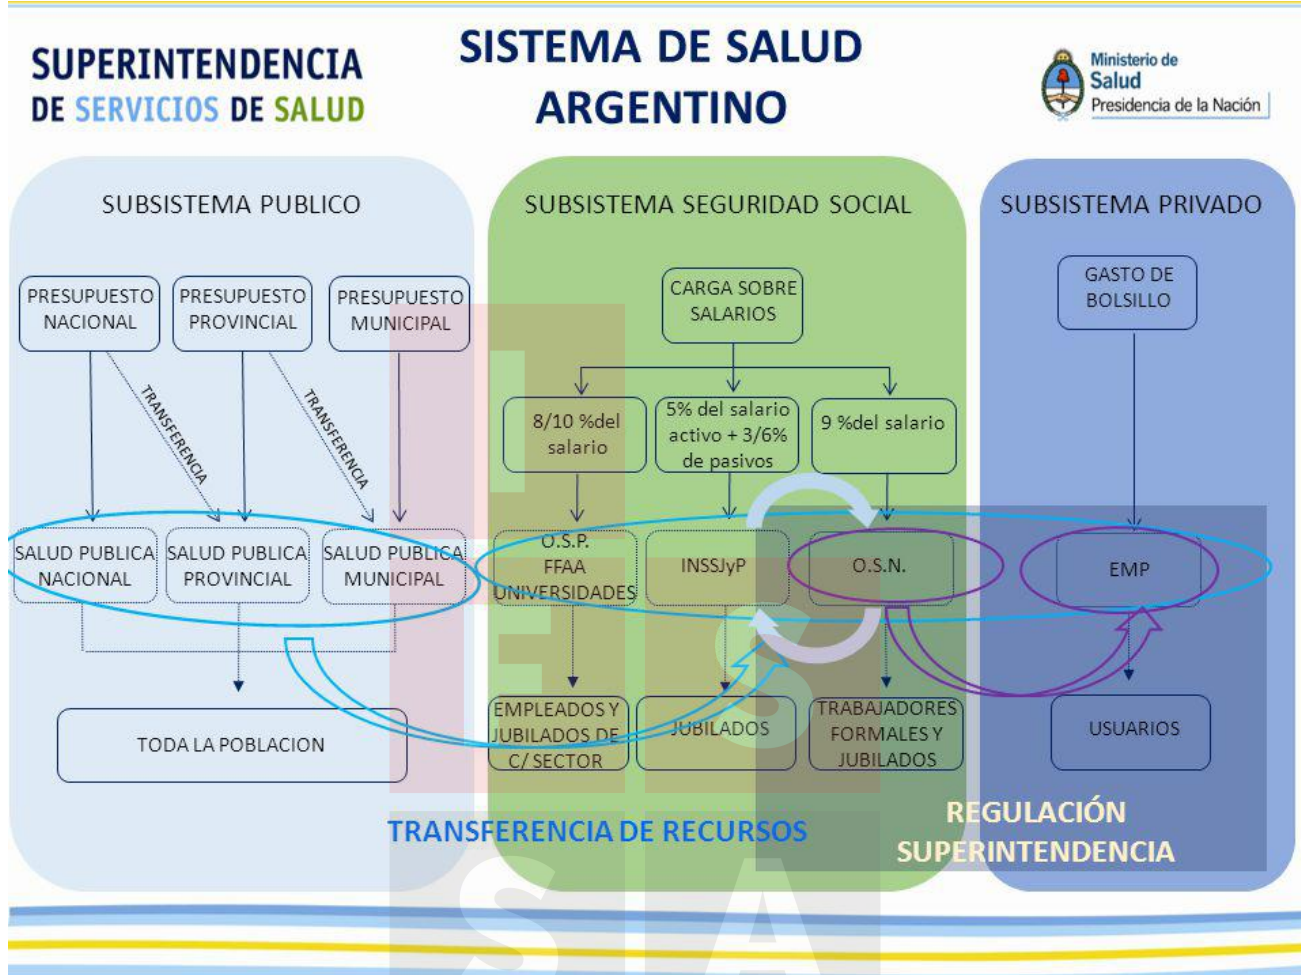 SUPERINTENDENCIA
DE SERVICIOS DE SALUD
SISTEMA DE SALUD
ARGENTINO
Ministerio de
Salud
Presidencia de la Nación
SUBSISTEMA PUBLICO
PRESUPUESTO
NACIONAL
PRESUPUESTO
PROVINCIAL
PRESUPUESTO
MUNICIPAL
TRANSFERENCIA
TRANSFERENCIA
SALUD PUBLICA
NACIONAL
SALUD PUBLICA
PROVINCIAL
SALUD PUBLICA
MUNICIPAL
TODA LA POBLACION
SUBSISTEMA SEGURIDAD SOCIAL
CARGA SOBRE
SALARIOS
8/10 %del
salario
5% del salario
activo + 3/6%
de pasivos
9 %del salario
O.S.P.
FFAA
UNIVERSIDADES
INSSJyP
O.S.N.
EMPLEADOS Y
JUBILADOS DE
C/ SECTOR
JUBILADOS
TRABAJADORES
FORMALES Y
JUBILADOS
SUBSISTEMA PRIVADO
GASTO DE
BOLSILLO
EMP
USUARIOS
TRANSFERENCIA DE RECURSOS
REGULACIÓN
SUPERINTENDENCIA
I
E S
S A